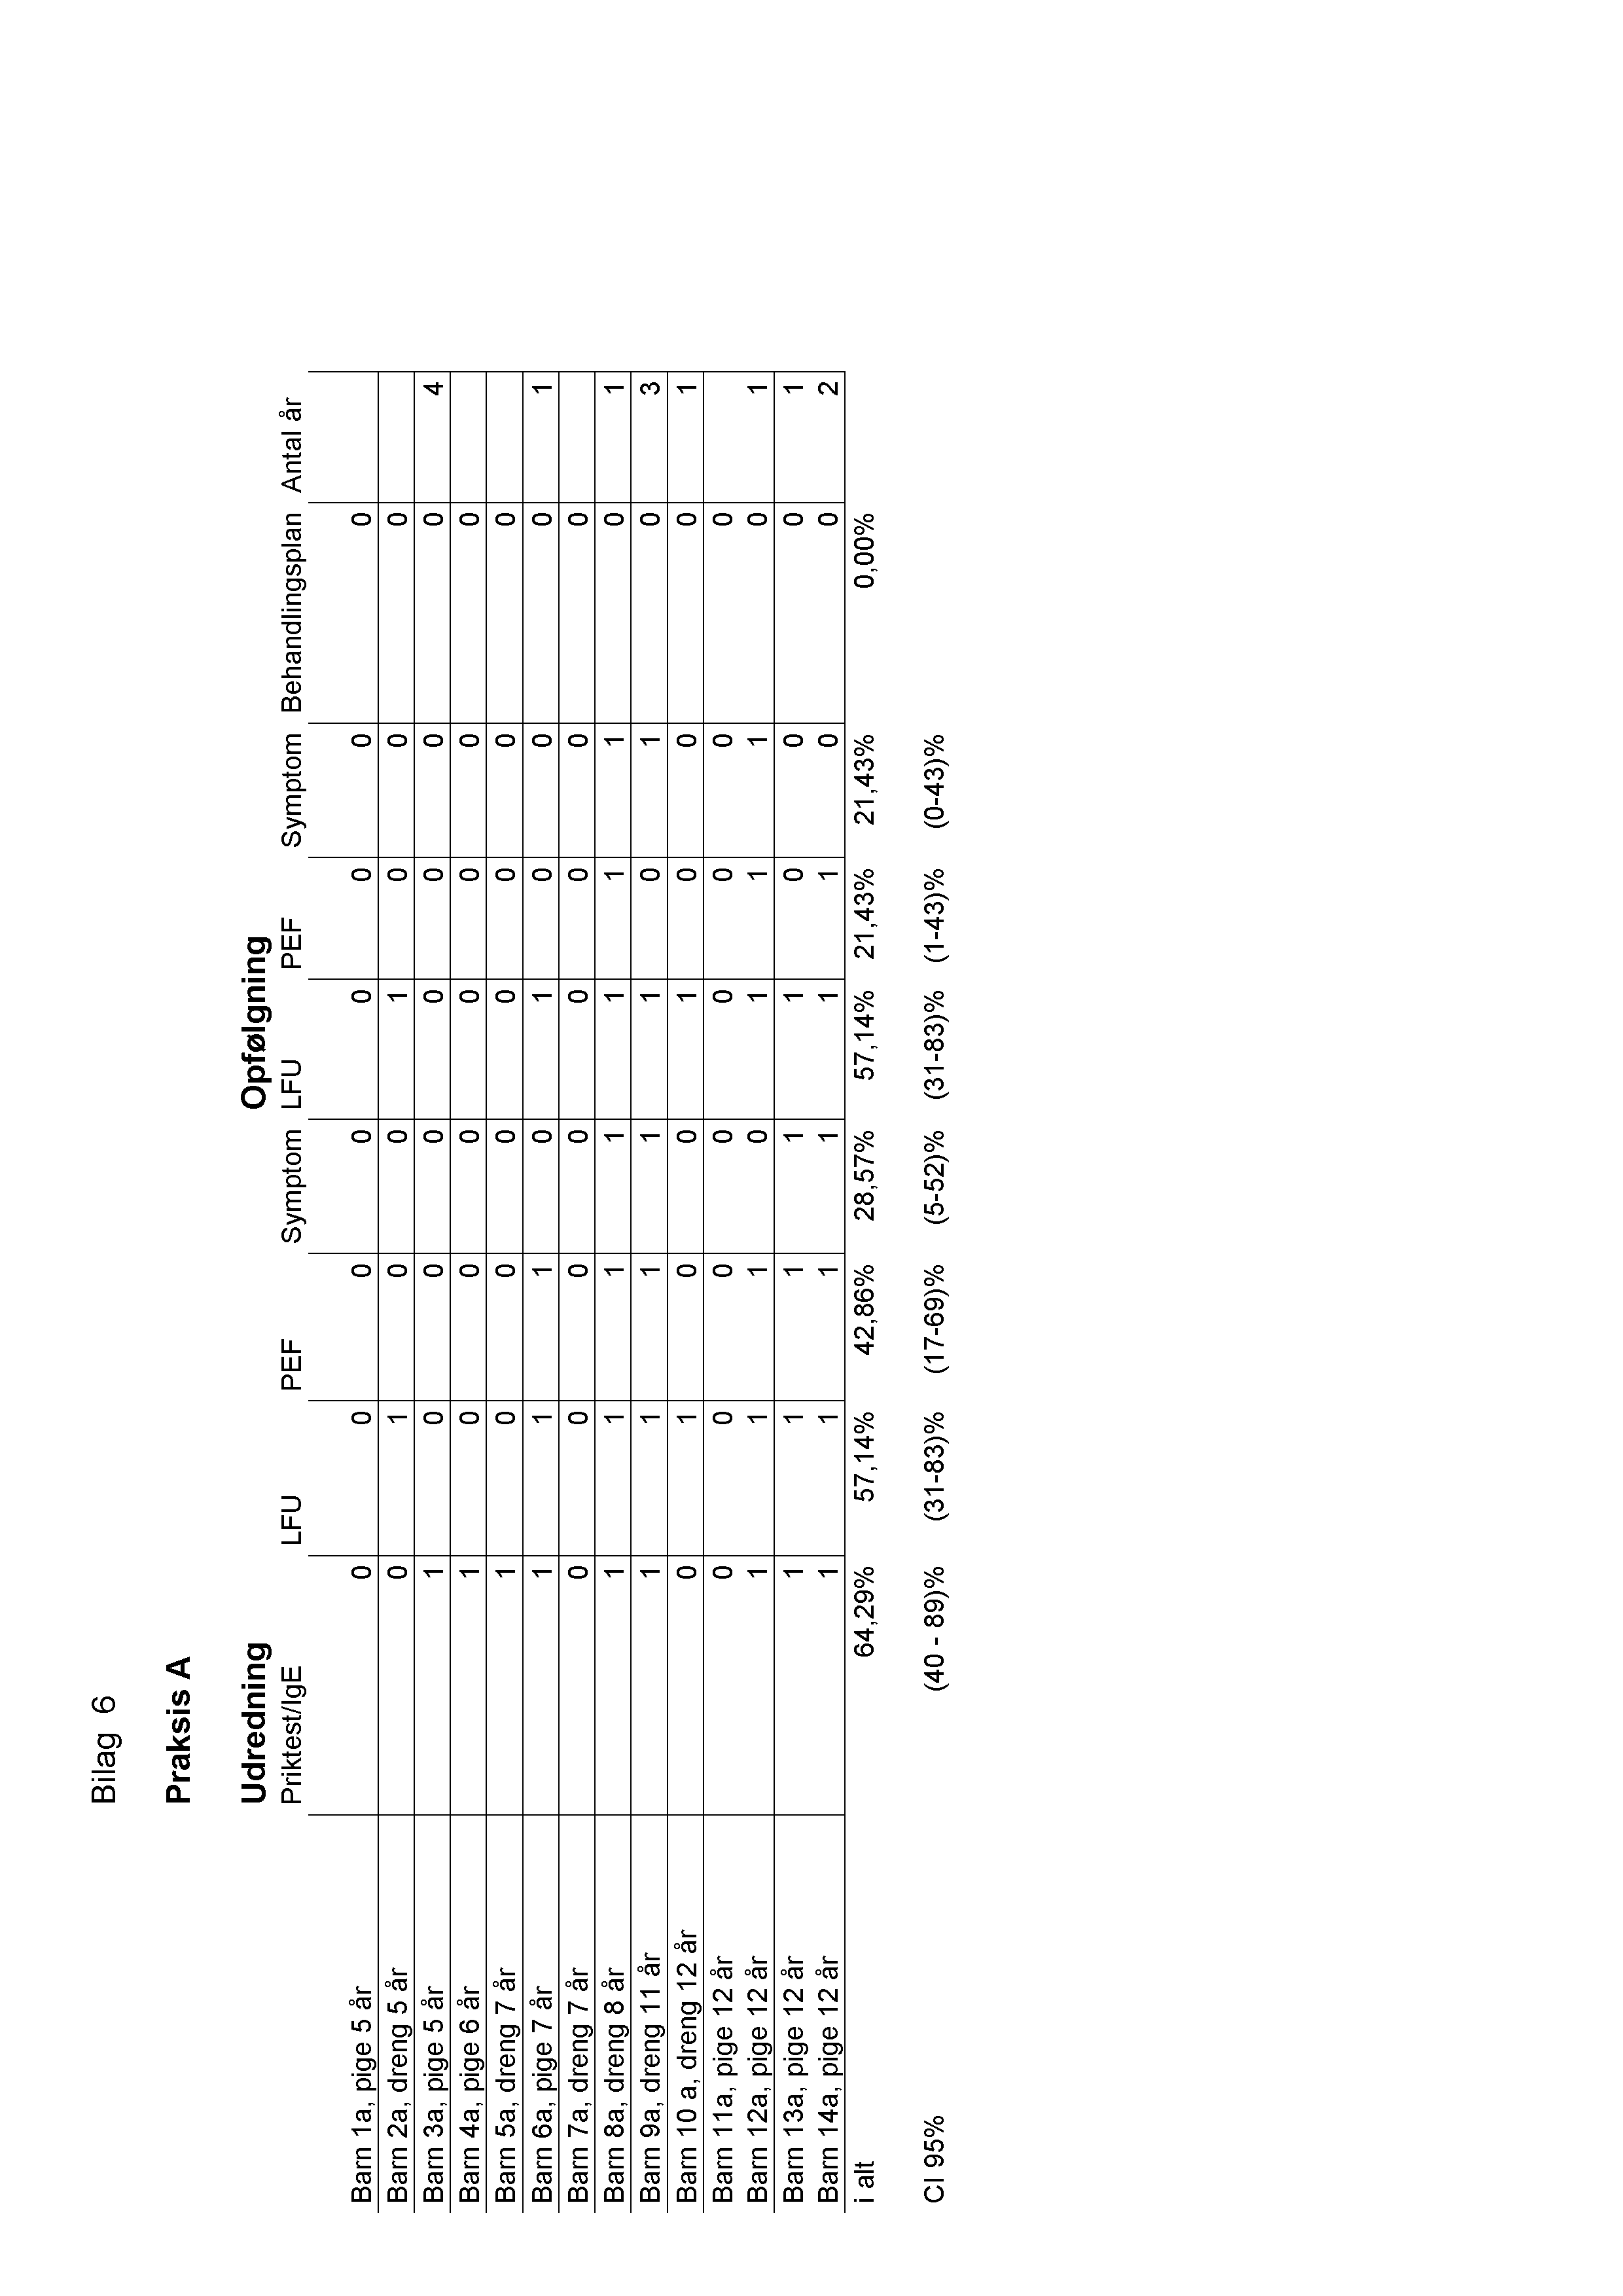 Bilag 6
Praksis A
Udredning Opfølgning
Priktest/IgE LFU PEF Symptom LFU PEF Symptom Behandlingsplan Antal år
Barn 1a, pige 5 år 0 0 0 0 0 0 0 0
Barn 2a, dreng 5 år 0 1 0 0 1 0 0 0
Barn 3a, pige 5 år 1 0 0 0 0 0 0 0 4
Barn 4a, pige 6 år 1 0 0 0 0 0 0 0
Barn 5a, dreng 7 år 1 0 0 0 0 0 0 0
Barn 6a, pige 7 år 1 1 1 0 1 0 0 0 1
Barn 7a, dreng 7 år 0 0 0 0 0 0 0 0
Barn 8a, dreng 8 år 1 1 1 1 1 1 1 0 1
Barn 9a, dreng 11 år 1 1 1 1 1 0 1 0 3
Barn 10 a, dreng 12 år 0 1 0 0 1 0 0 0 1
Barn 11a, pige 12 år 0 0 0 0 0 0 0 0
Barn 12a, pige 12 år 1 1 1 0 1 1 1 0 1
Barn 13a, pige 12 år 1 1 1 1 1 0 0 0 1
Barn 14a, pige 12 år 1 1 1 1 1 1 0 0 2
i alt 64,29% 57,14% 42,86% 28,57% 57,14% 21,43% 21,43% 0,00%
CI 95% (40 - 89)% (31-83)% (17-69)% (5-52)% (31-83)% (1-43)% (0-43)%